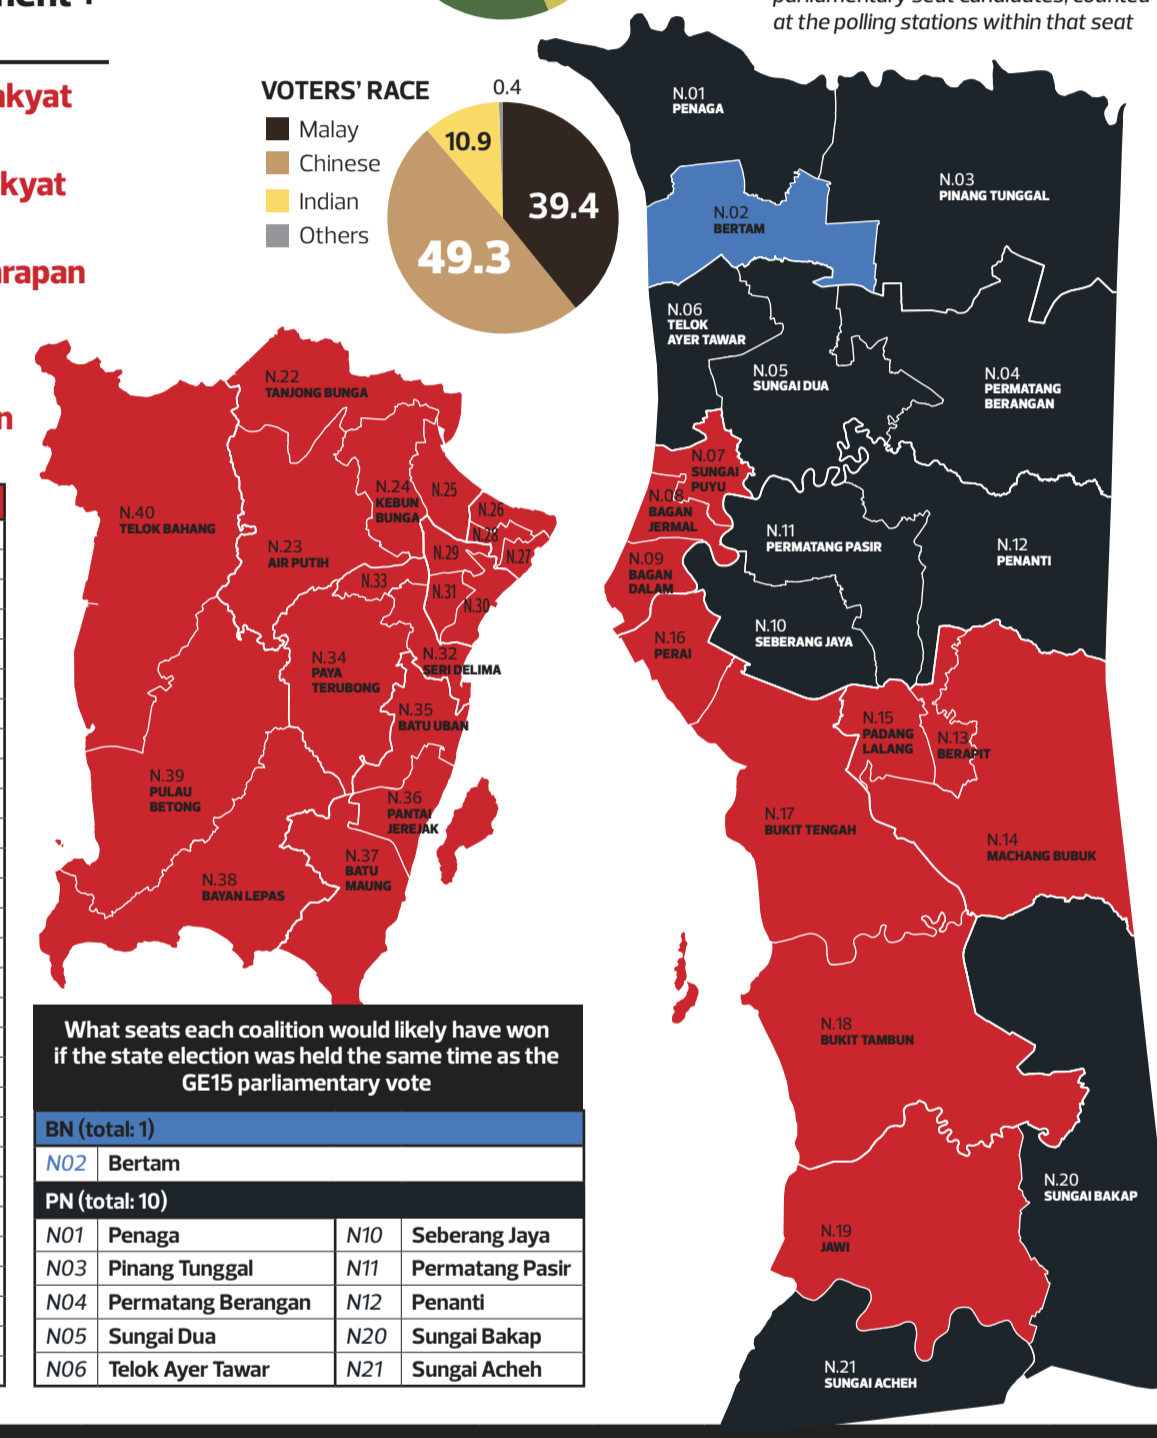 parliamentary seat candidates, counted
at the polling stations within that seat
VOTERS' RACE
Malay
Chinese
Indian
Others
0.4
10.9
39.4
49.3
N.01
PENAGA
N.02
BERTAM
N.03
PINANG TUNGGAL
N.06
TELOK
AYER TAWAR
N.05
SUNGAI DUA
N.04
PERMATANG
BERANGAN
N.07
SUNGAI
PUYU
N.08
BAGAN
JERMAL
N.09
BAGAN
DALAM
N.11
PERMATANG PASIR
N.12
PENANTI
N.10
SEBERANG JAYA
N.16
PERAI
N.15
PADANG
LALANG
N.13
BERAPIT
N.17
BUKIT TENGAH
N.14
MACHANG BUBUK
N.18
BUKIT TAMBUN
N.20
SUNGAI BAKAP
N.19
JAWI
N.21
SUNGAI ACHEH
N.22
TANJONG BUNGA
N.40
TELOK BAHANG
N.23
AIR PUTIH
N.24
KEBUN
BUNGA
N.25
N.26
N.28
N.27
N.29
N.33
N.31
N.30
N.32
SERI DELIMA
N.34
PAYA
TERUBONG
N.35
BATU UBAN
N.39
PULAU
BETONG
N.36
PANTAI
JEREJAK
N.37
BATU
MAUNG
N.38
BAYAN LEPAS
What seats each coalition would likely have won
if the state election was held the same time as the
GE15 parliamentary vote
BN (total: 1)
N02 Bertam
PN (total: 10)
N01 Penaga N10 Seberang Jaya
N03 Pinang Tunggal N11 Permatang Pasir
N04 Permatang Berangan N12 Penanti
N05 Sungai Dua N20 Sungai Bakap
N06 Telok Ayer Tawar N21 Sungai Acheh